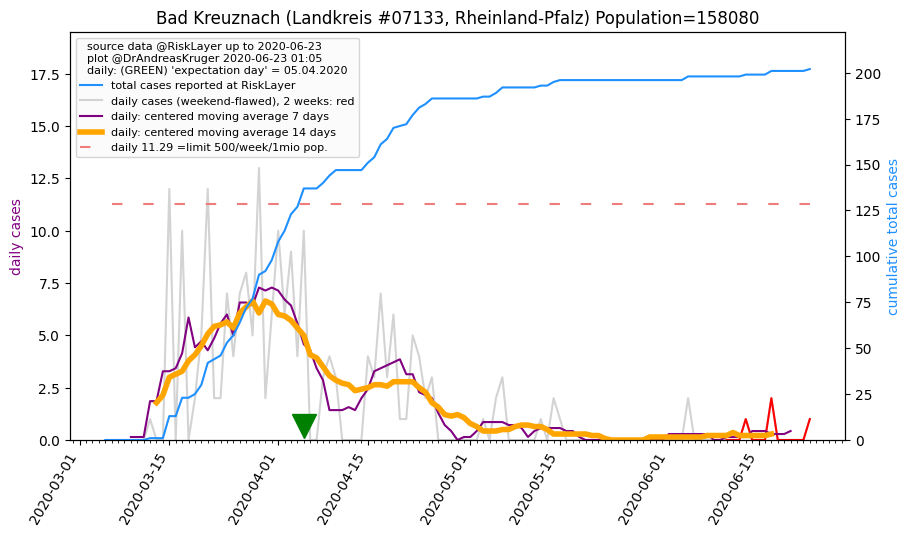 Bad Kreuznach (Landkreis #07133, Rheinland-Pfalz) Population=158080
source data @RiskLayer up to 2020-06-23
plot @DrAndreasKruger 2020-06-23 01:05
daily: (GREEN) 'expectation day' = 05.04.2020
total cases reported at RiskLayer
daily cases (weekend-flawed), 2 weeks: red
daily: centered moving average 7 days
daily: centered moving average 14 days
daily 11.29 =limit 500/week/1mio pop.
daily cases
17.5
15.0
12.5
10.0
7.5
5.0
2.5
0.0
cumulative total cases
200
175
150
125
100
75
50
25
0
2020-03-01
2020-03-15
2020-04-01
2020-04-15
2020-05-01
2020-05-15
2020-06-01
2020-06-15